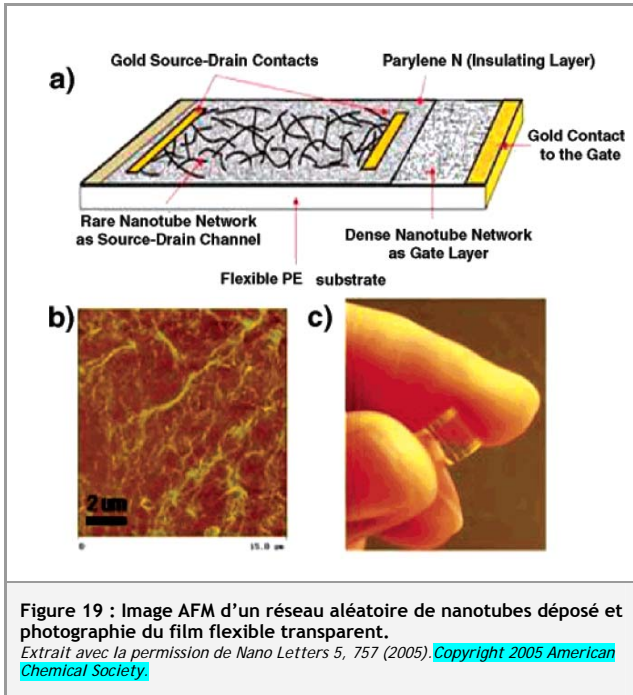 a)
Gold Source-Drain Contacts
Parylene N (Insulating Layer)
Gold Contact
to the Gate
Rare Nanotube Network
as Source-Drain Channel
Dense Nanotube Network
as Gate Layer
Flexible PE substrate
b)
c)
2 um
0
15.0 µm
Figure 19 : Image AFM d’un réseau aléatoire de nanotubes déposé et
photographie du film flexible transparent.
Extrait avec la permission de Nano Letters 5, 757 (2005). Copyright 2005 American
Chemical Society.